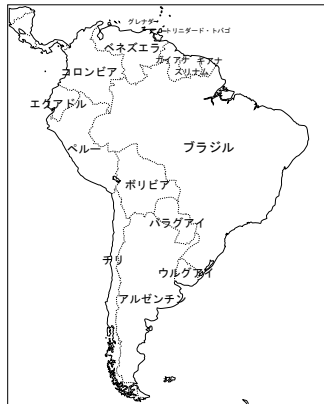 グレナダ
トリニダード・トバゴ
ベネズエラ
ガイアナ
ギアナ
スリナム
コロンビア
エクアドル
ペルー
ブラジル
ボリビア
パラグアイ
チリ
ウルグアイ
アルゼンチン